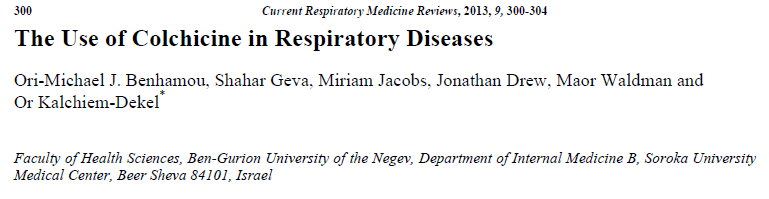 300 Current Respiratory Medicine Reviews, 2013, 9, 300-304
The Use of Colchicine in Respiratory Diseases
Ori-Michael J. Benhamou, Shahar Geva, Miriam Jacobs, Jonathan Drew, Maor Waldman and
Or Kalchiem-Dekel*
Faculty of Health Sciences, Ben-Gurion University of the Negev, Department of Internal Medicine B, Soroka University
Medical Center, Beer Sheva 84101, Israel